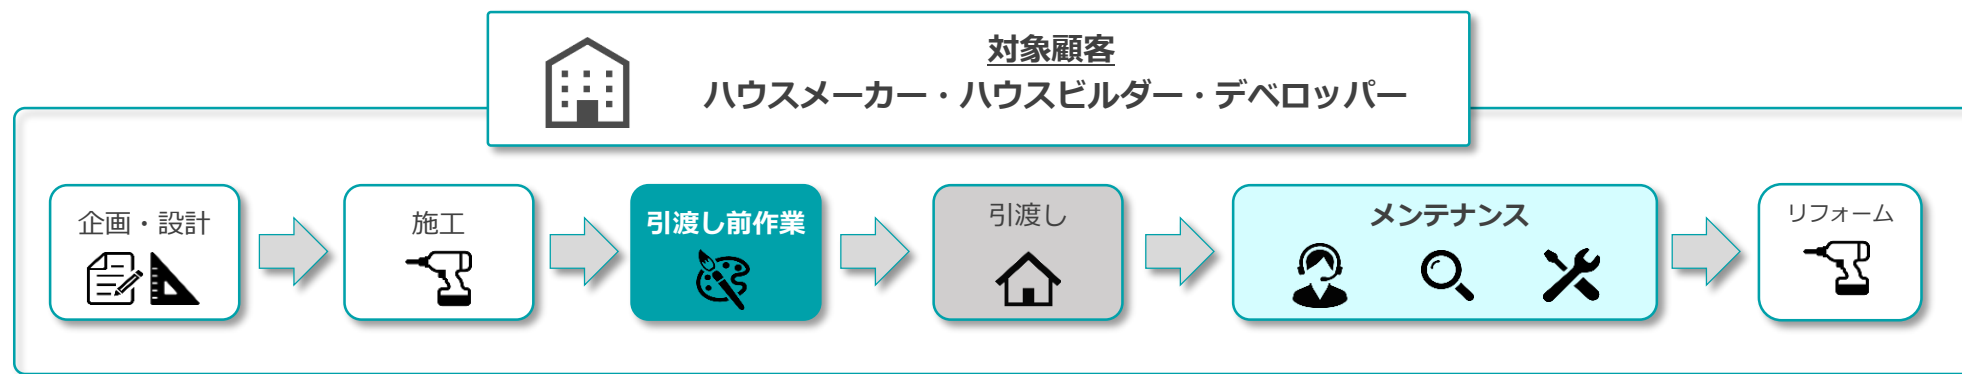 対象顧客
ハウスメーカー・ハウスビルダー・デベロッパー
企画・設計
施工
引渡し前作業
引渡し
メンテナンス
リフォーム